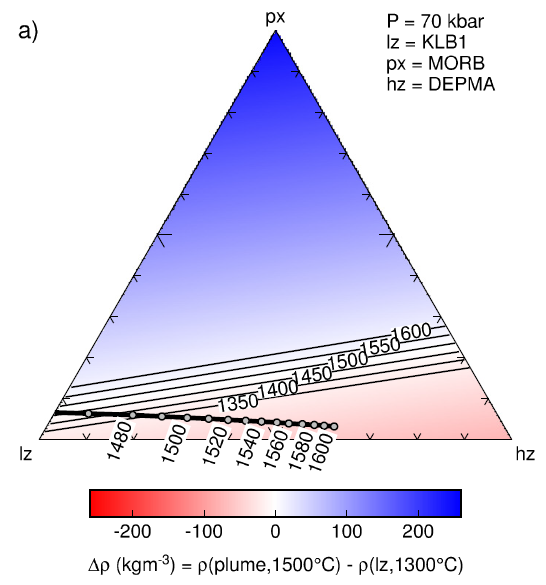 a)
px
P = 70 kbar
lz = KLB1
px = MORB
hz = DEPMA
1600
1550
1500
1450
1400
1350
lz
hz
1480
1500
1520
1540
1560
1580
1600
-200 -100 0 100 200
Δρ (kgm⁻³) = ρ(plume,1500°C) - ρ(lz,1300°C)